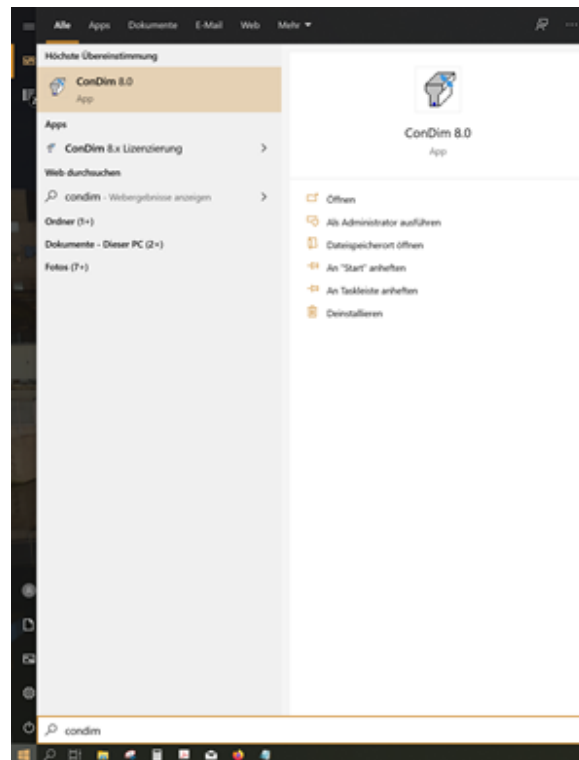 Alle Apps Dokumente E-Mail Web Mehr
Höchste Übereinstimmung
ConDim 8.0
App
Apps
ConDim 8.x Lizenzierung
Web durchsuchen
condim - Webergebnisse anzeigen
Ordner (1+)
Dokumente - Dieser PC (2+)
Fotos (7+)
ConDim 8.0
App
Öffnen
Als Administrator ausführen
Dateispeicherort öffnen
An "Start" anheften
An Taskleiste anheften
Deinstallieren
condim